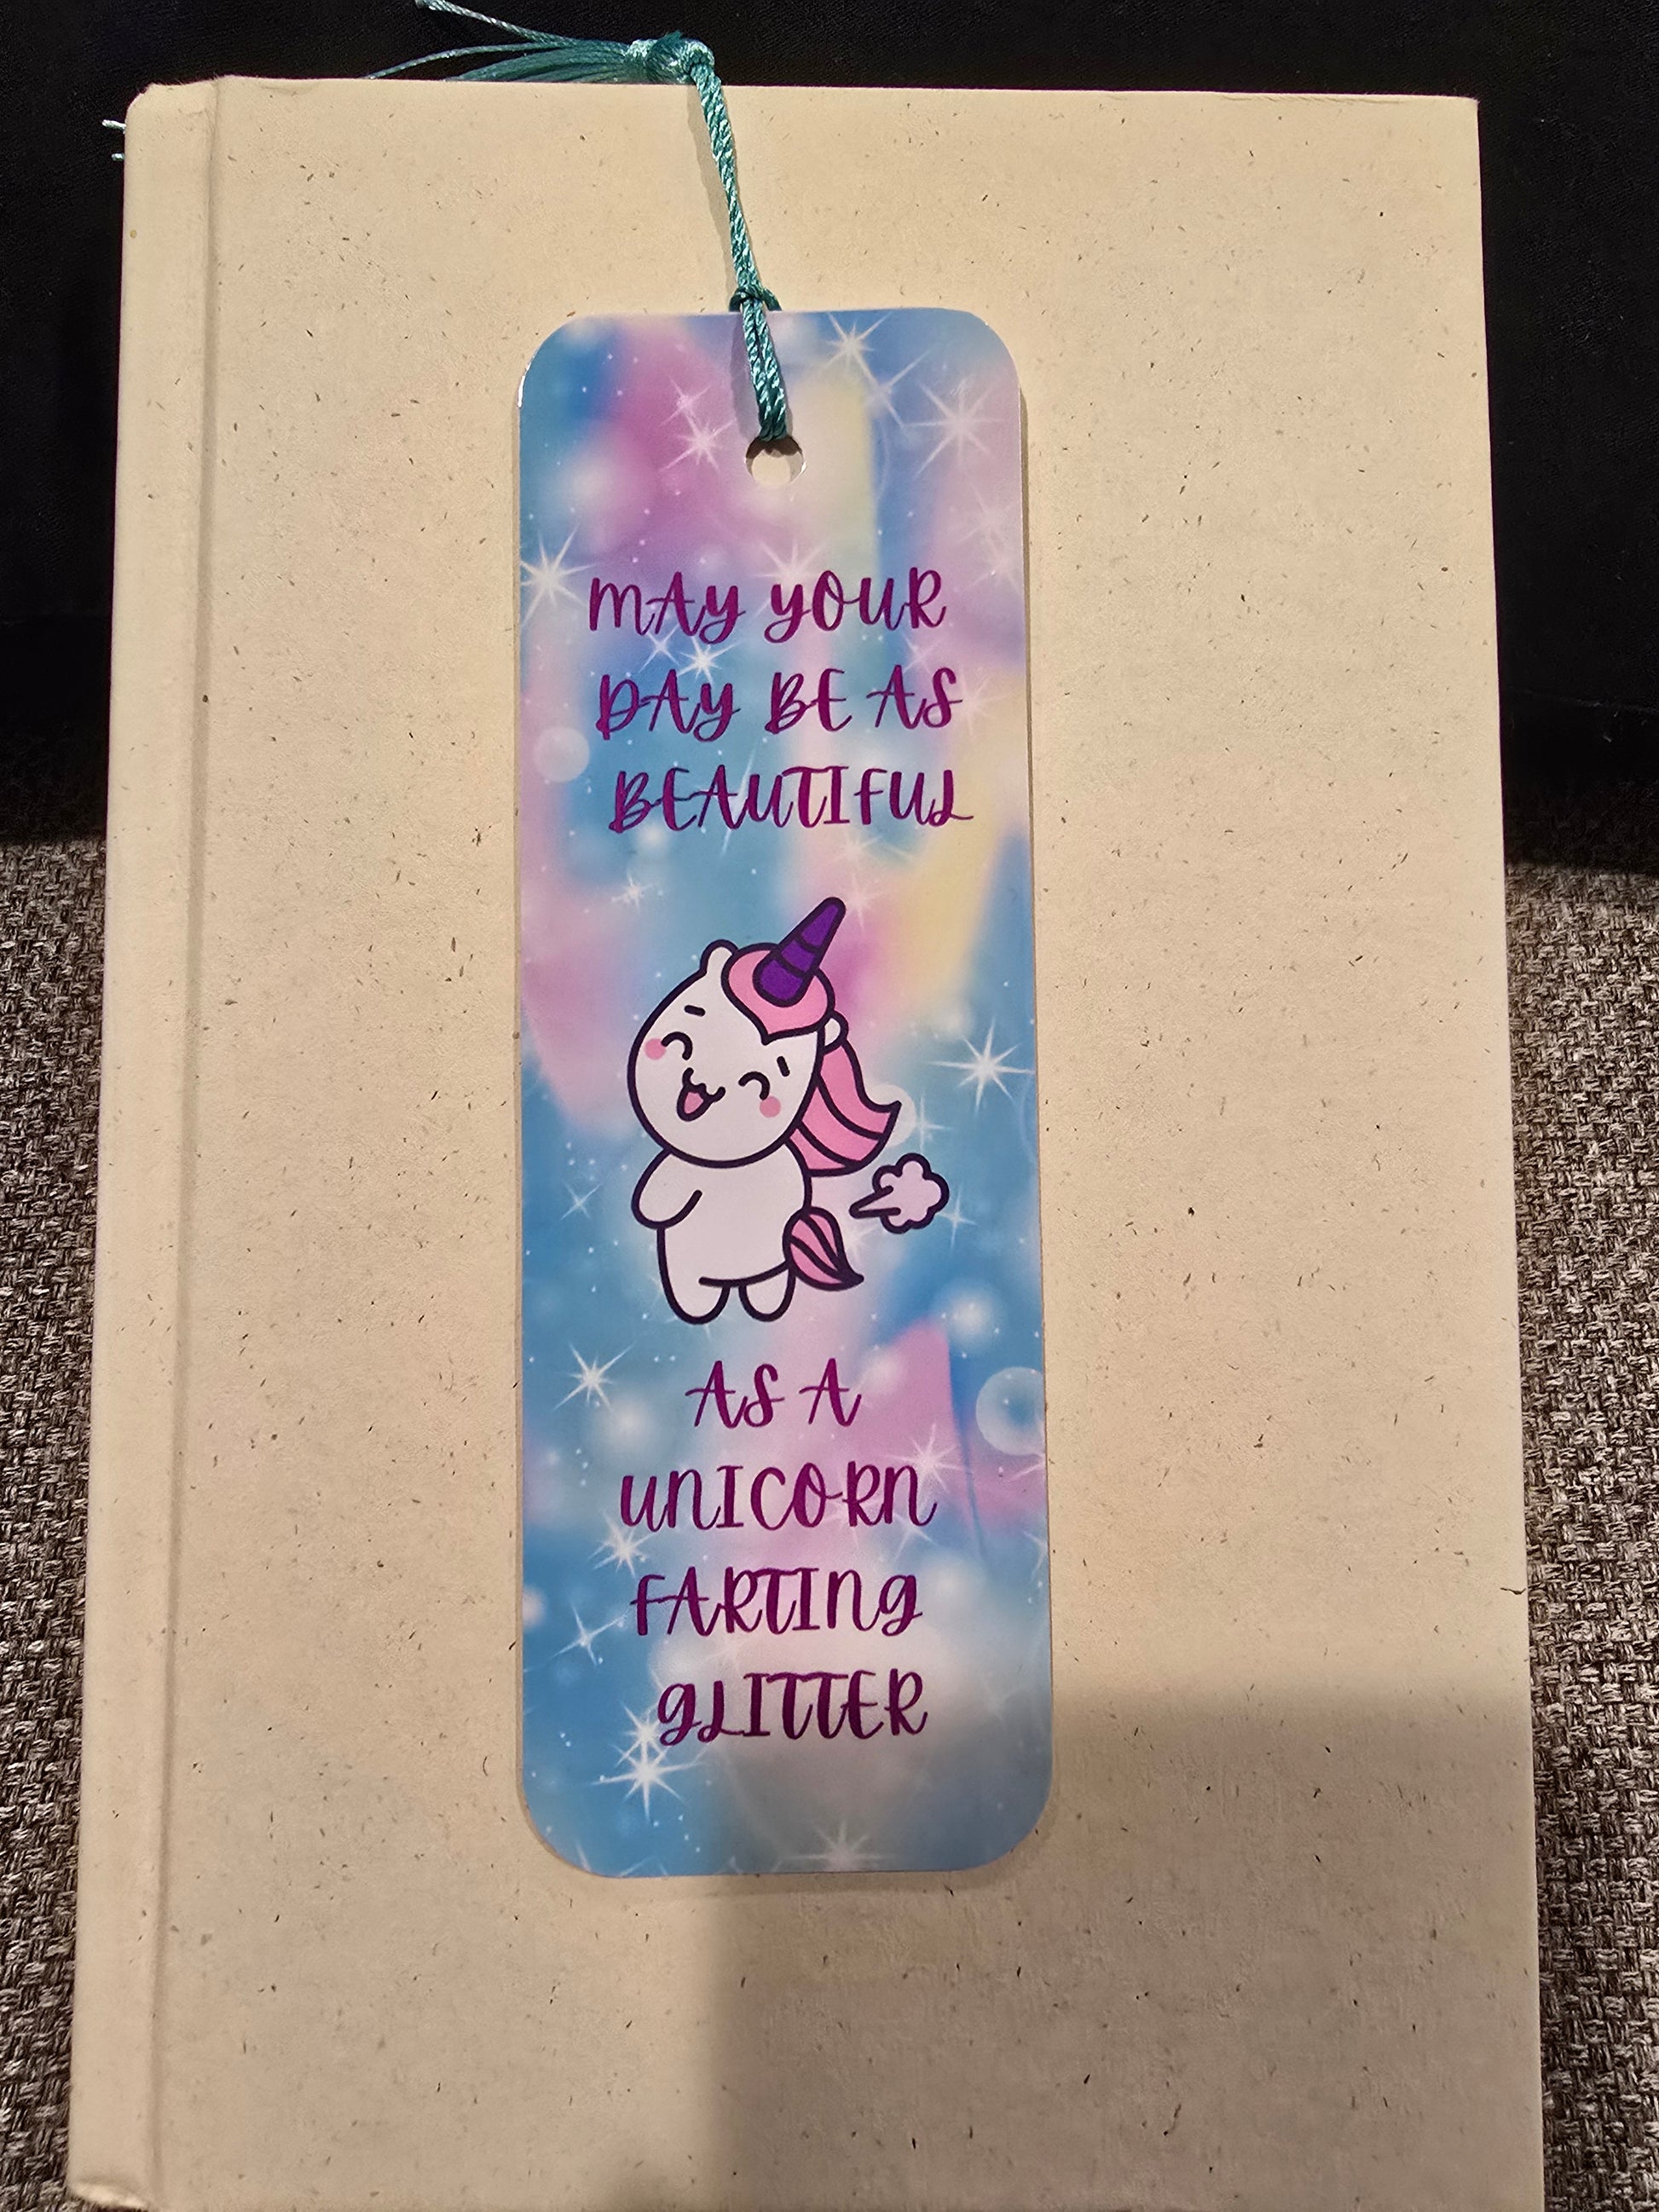 MAY YOUR
DAY BE AS
BEAUTIFUL
AS A
UNICORN
FARTING
GLITTER